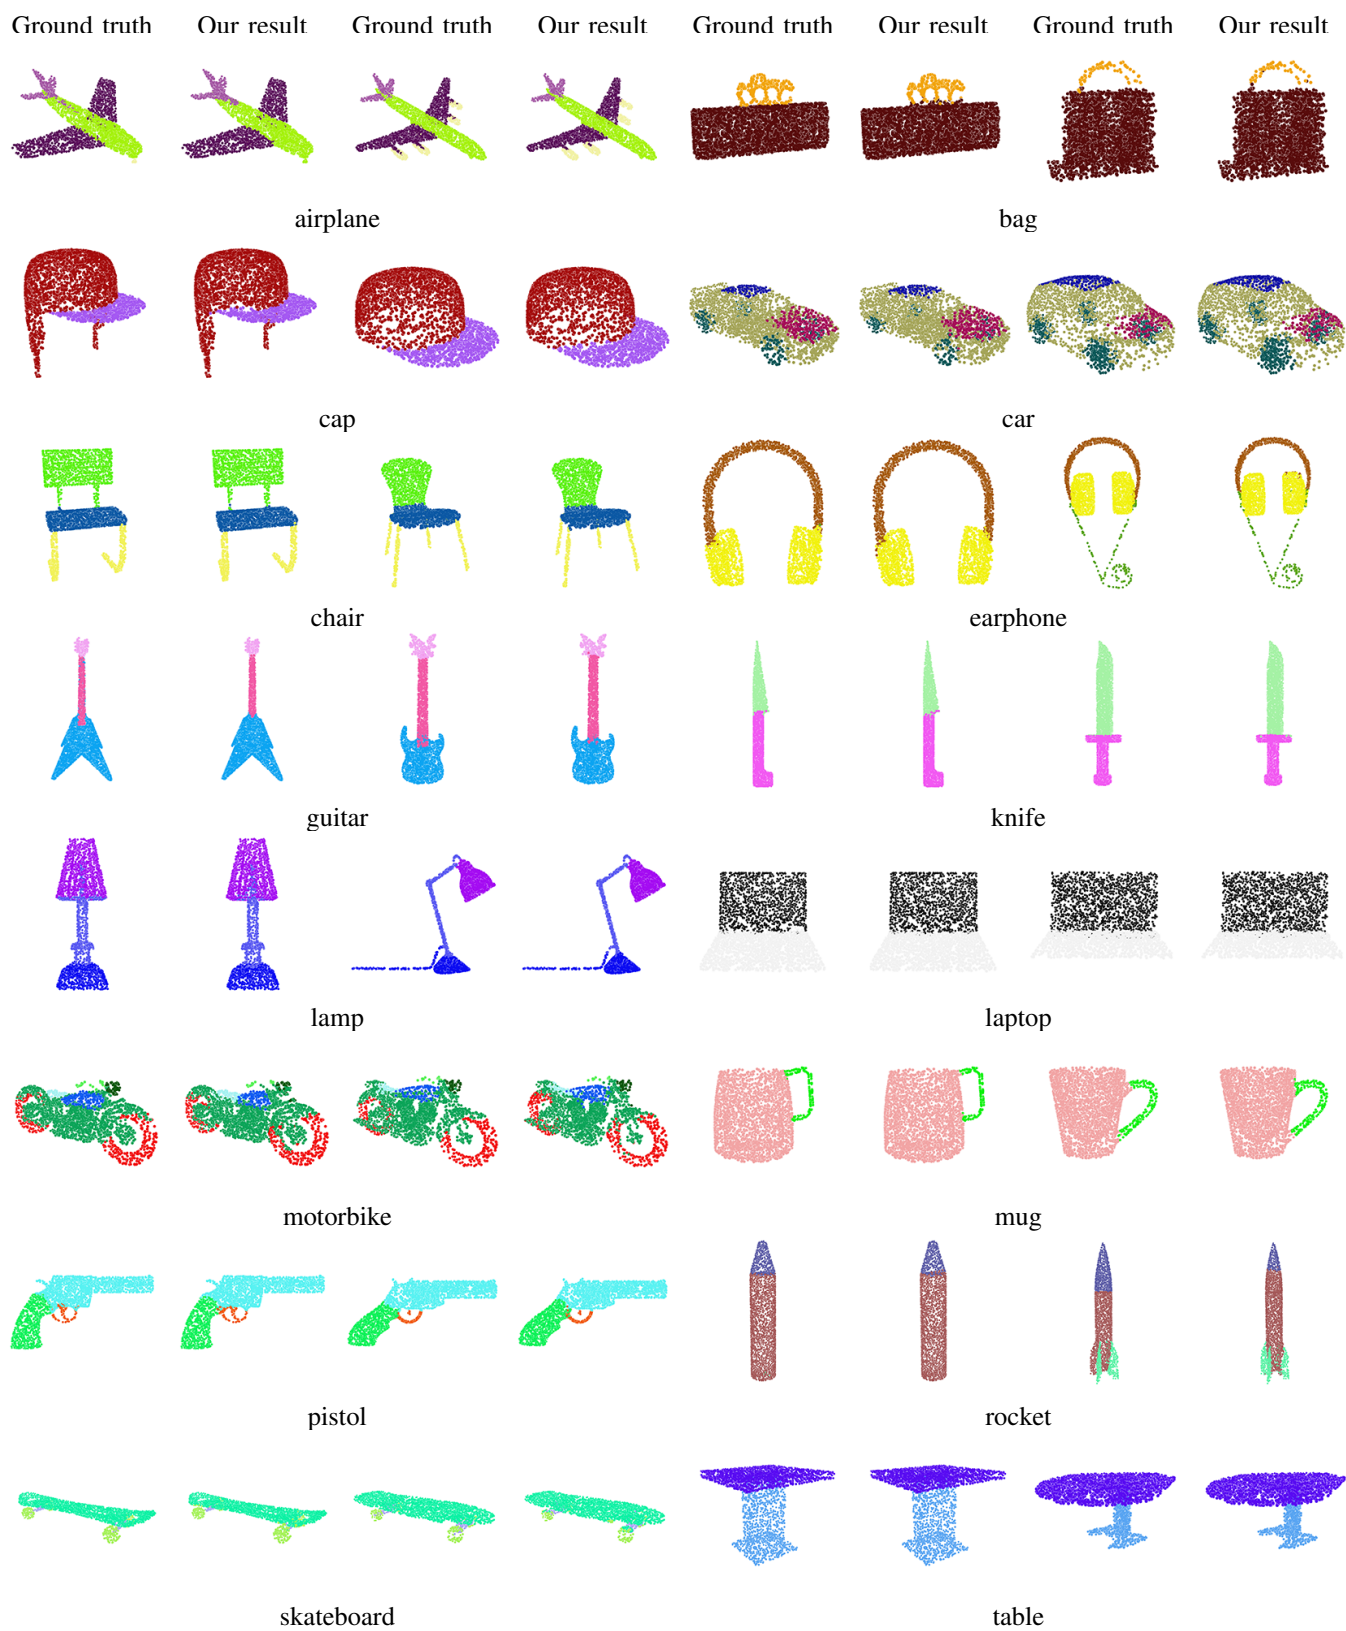 Ground truth Our result Ground truth Our result Ground truth Our result Ground truth Our result
airplane bag
cap car
chair earphone
guitar knife
lamp laptop
motorbike mug
pistol rocket
skateboard table